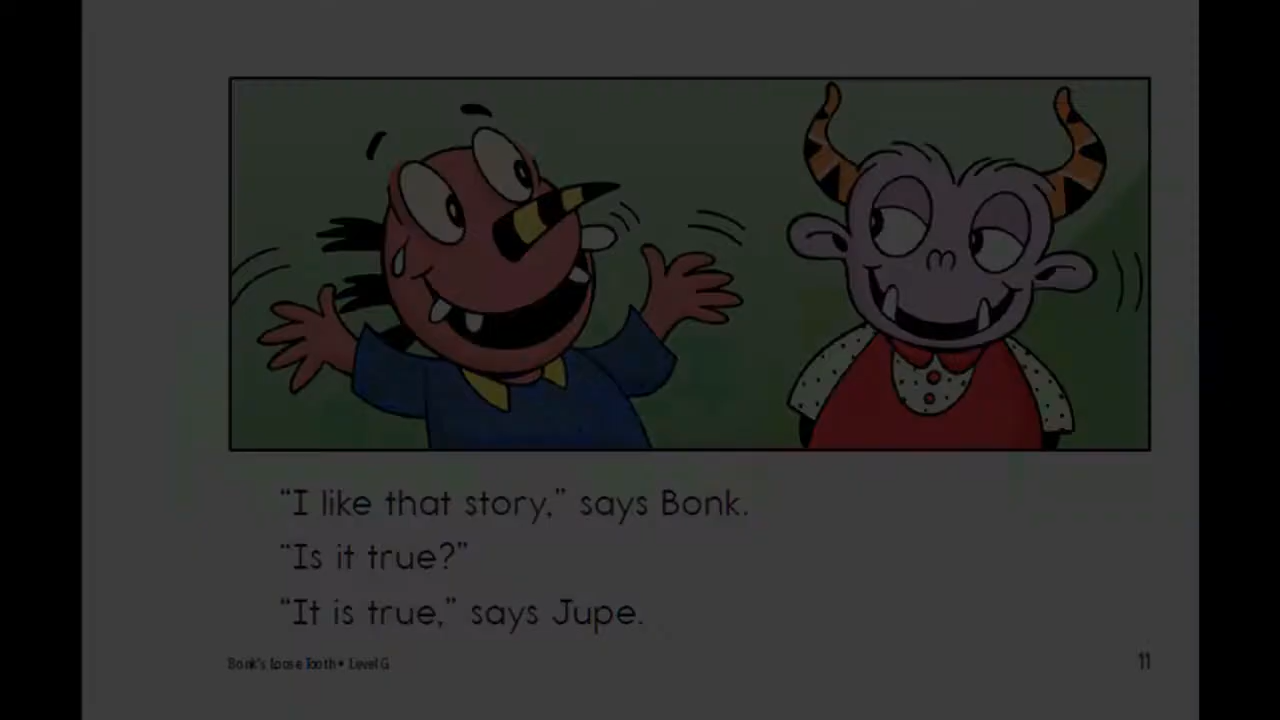 “I like that story,” says Bonk.
“Is it true?”
“It is true,” says Jupe.
Bonk's Loose Tooth • Level G
11